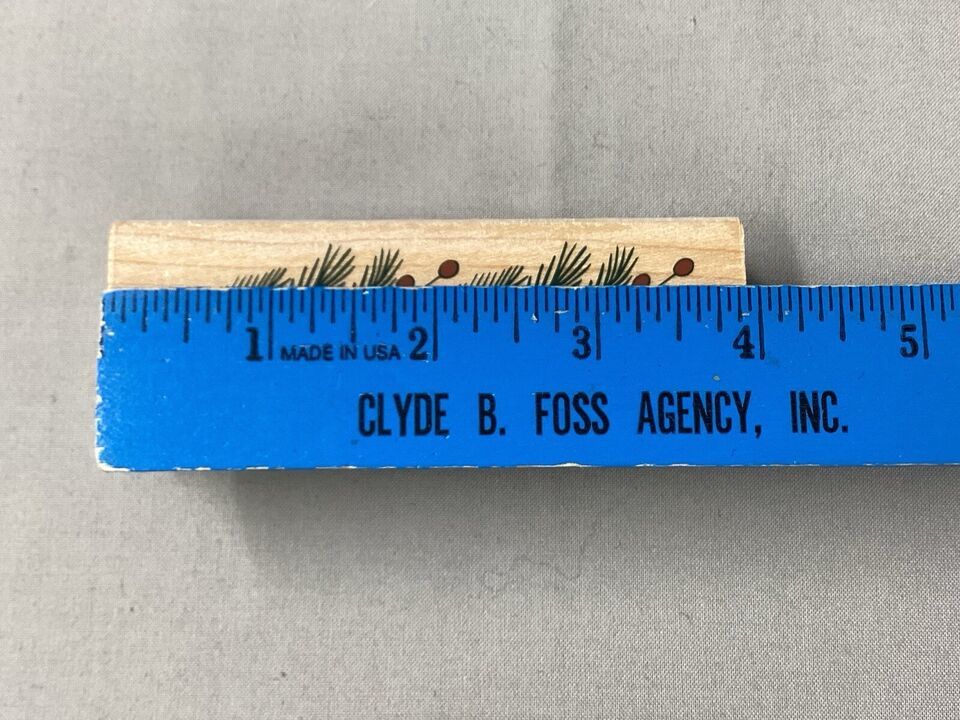 1 MADE IN USA 2 3 4 5
CLYDE B. FOSS AGENCY, INC.